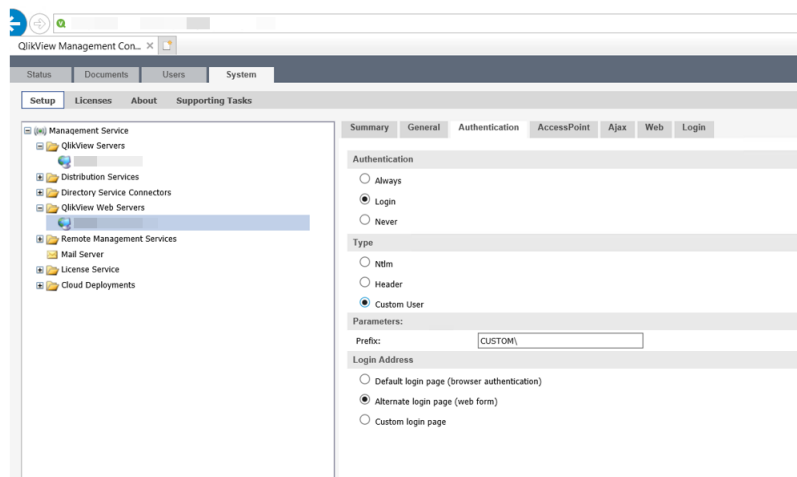 QlikView Management Con...
Status Documents Users System
Setup Licenses About Supporting Tasks
Management Service
QlikView Servers
Distribution Services
Directory Service Connectors
QlikView Web Servers
Remote Management Services
Mail Server
License Service
Cloud Deployments
Summary General Authentication AccessPoint Ajax Web Login
Authentication
Always
Login
Never
Type
Ntlm
Header
Custom User
Parameters:
Prefix: CUSTOM\
Login Address
Default login page (browser authentication)
Alternate login page (web form)
Custom login page